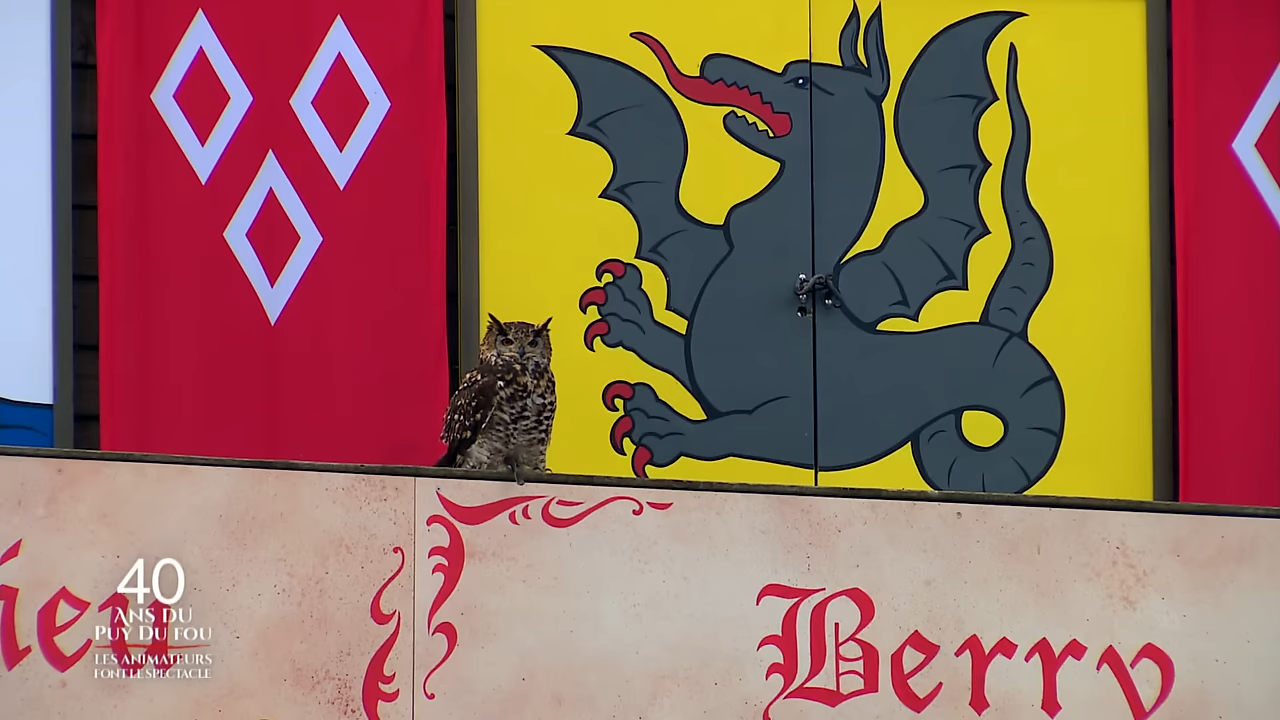 40
ANS DU
PUY DU FOU
LES ANIMATEURS
FONT LE SPECTACLE
Berry